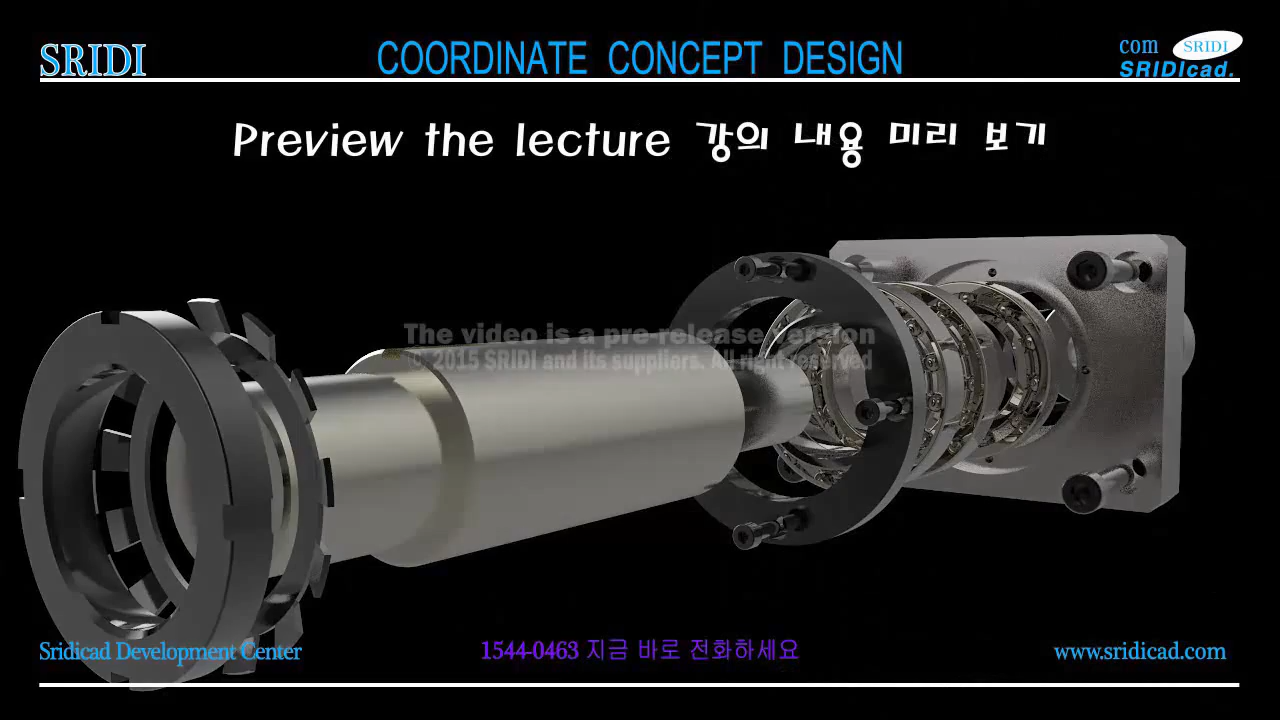 SRIDI
COORDINATE CONCEPT DESIGN
com SRIDI
SRIDIcad.
Preview the lecture 강의 내용 미리 보기
The video is a pre-release version
© 2015 SRIDI and its suppliers. All right reserved
Sridicad Development Center
1544-0463 지금 바로 전화하세요
www.sridicad.com